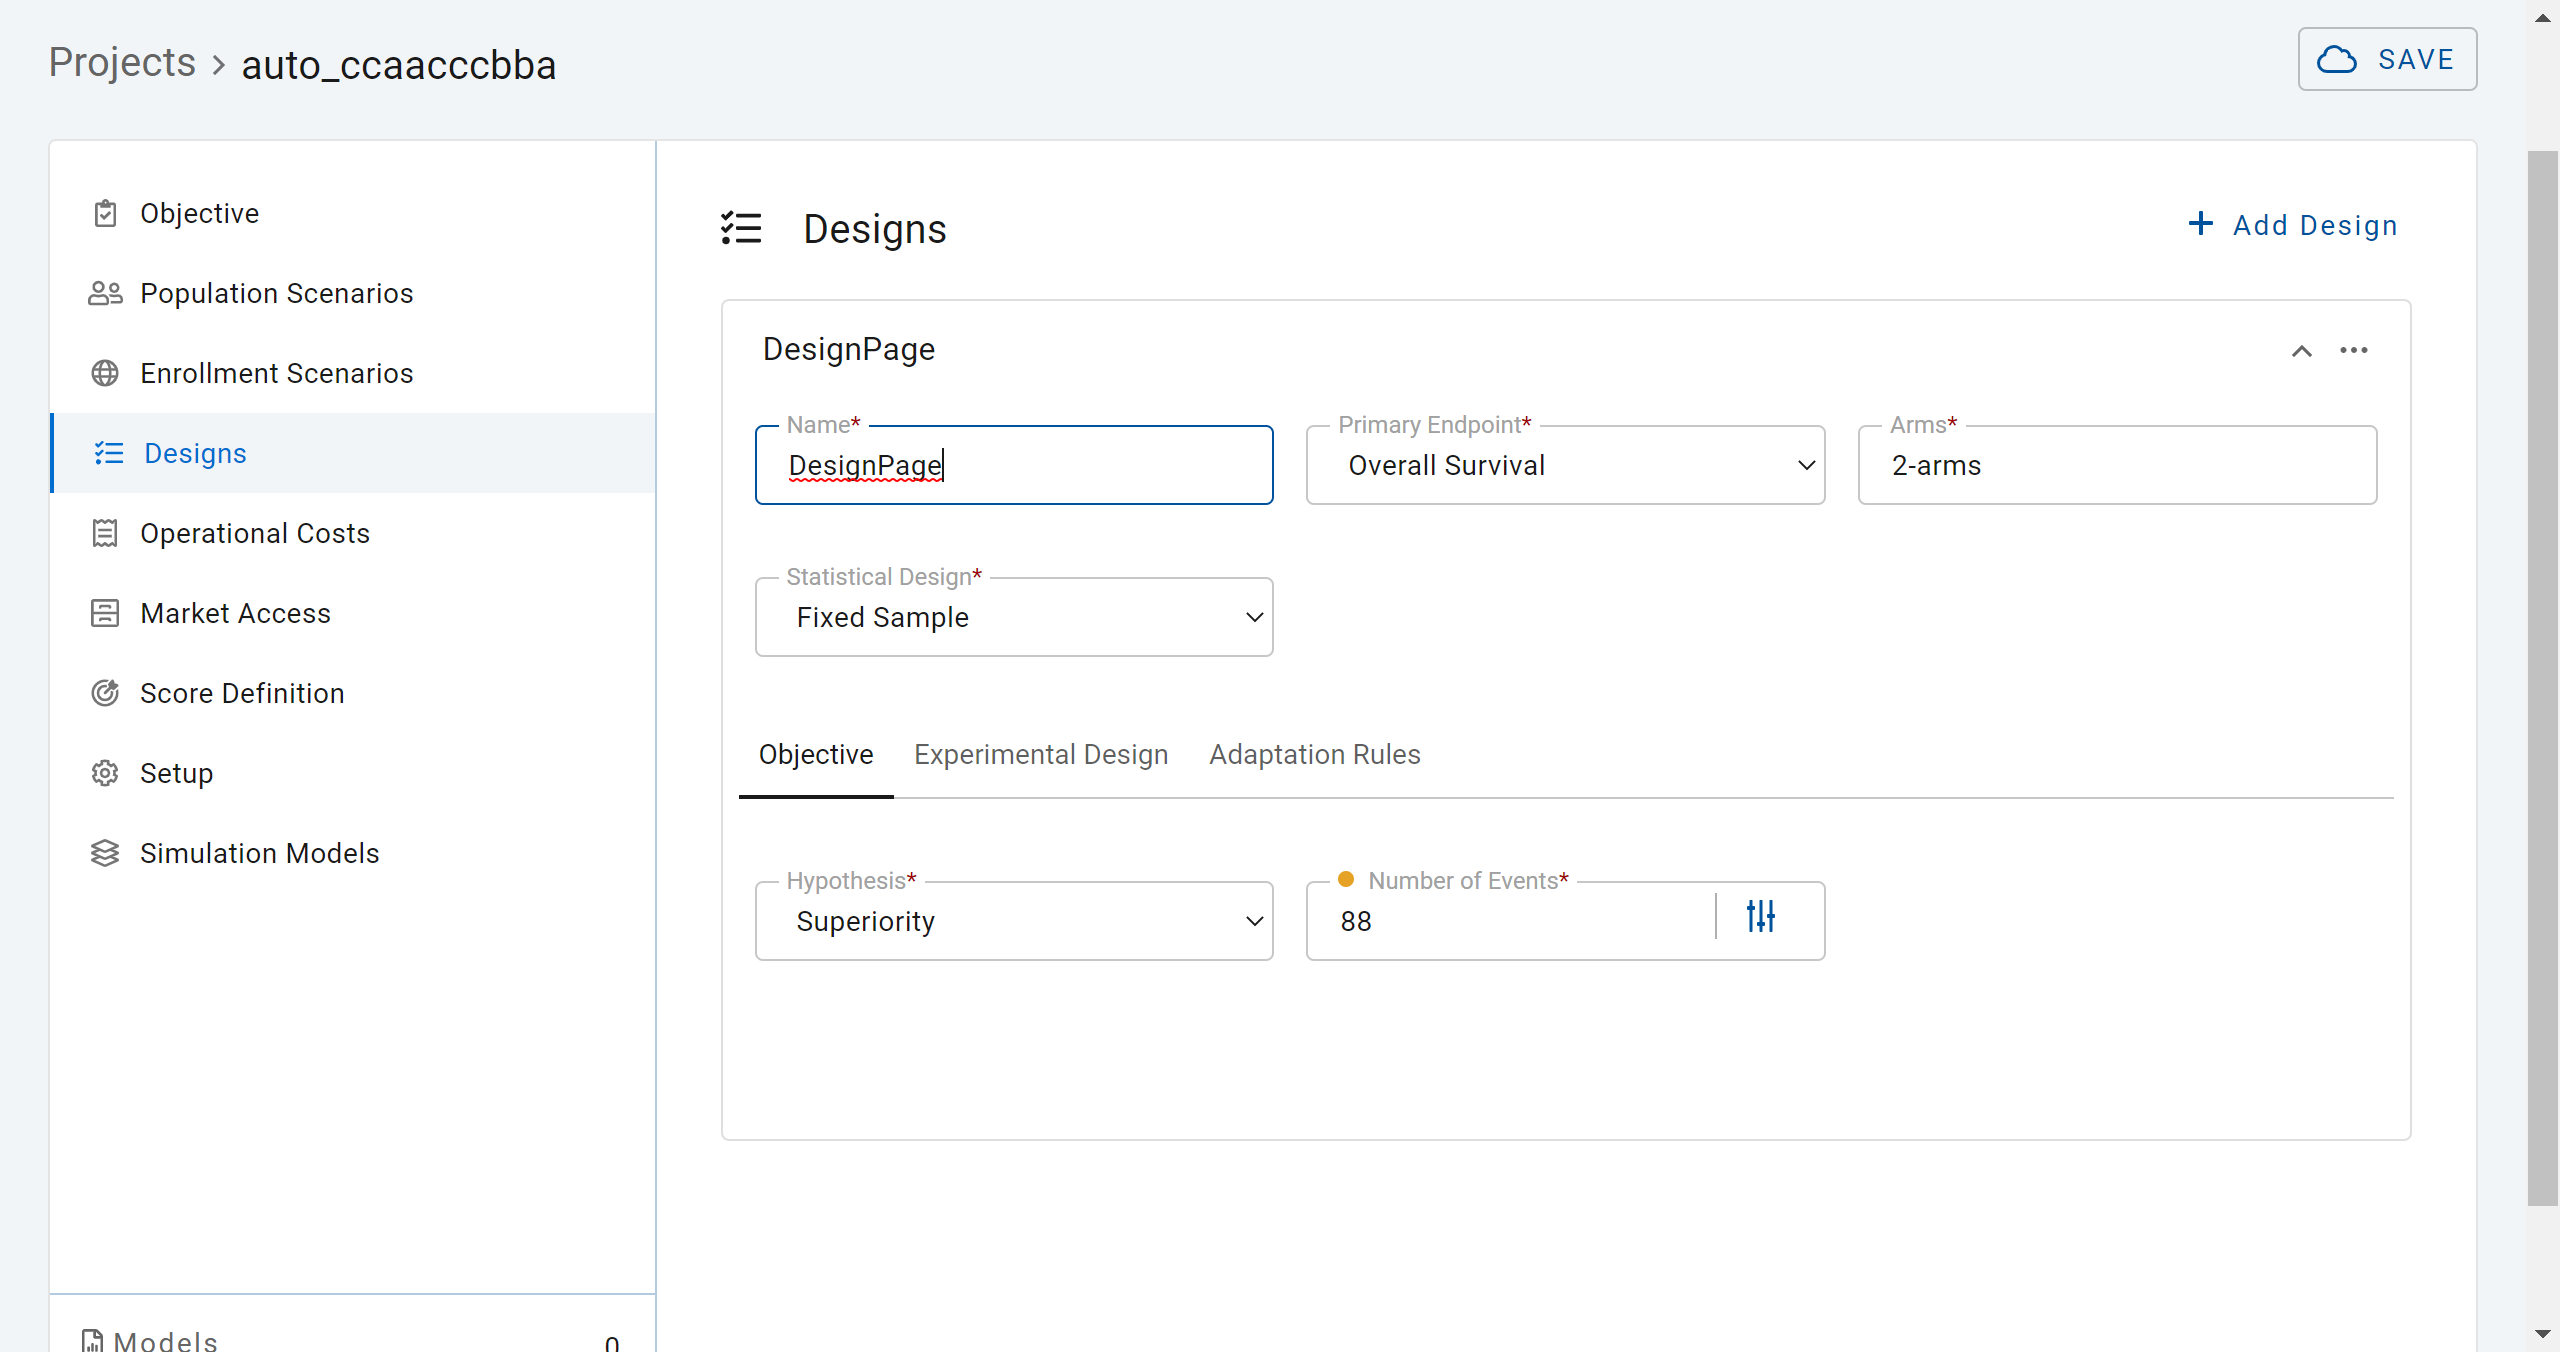 Projects > auto_ccaacccbba
SAVE
Objective
Population Scenarios
Enrollment Scenarios
Designs
Operational Costs
Market Access
Score Definition
Setup
Simulation Models
Models 0
Designs
+ Add Design
DesignPage
Name* Primary Endpoint* Arms*
DesignPage Overall Survival 2-arms
Statistical Design*
Fixed Sample
Objective Experimental Design Adaptation Rules
Hypothesis* Number of Events*
Superiority 88